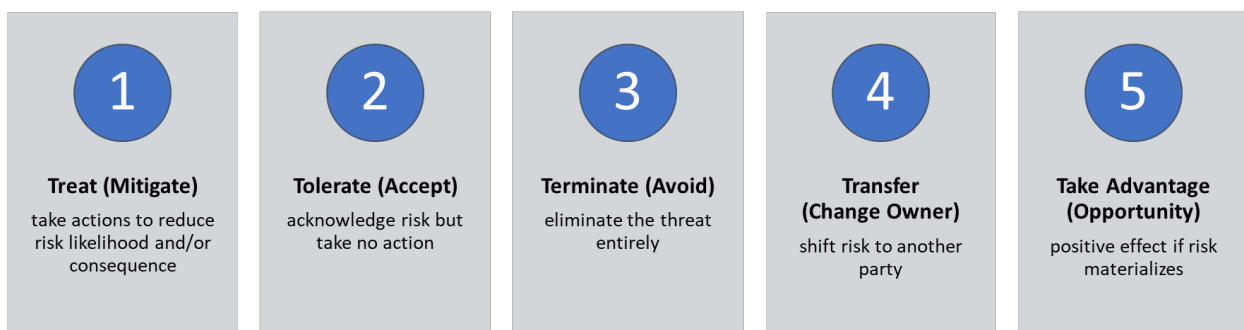 1
Treat (Mitigate)
take actions to reduce
risk likelihood and/or
consequence
2
Tolerate (Accept)
acknowledge risk but
take no action
3
Terminate (Avoid)
eliminate the threat
entirely
4
Transfer
(Change Owner)
shift risk to another
party
5
Take Advantage
(Opportunity)
positive effect if risk
materializes